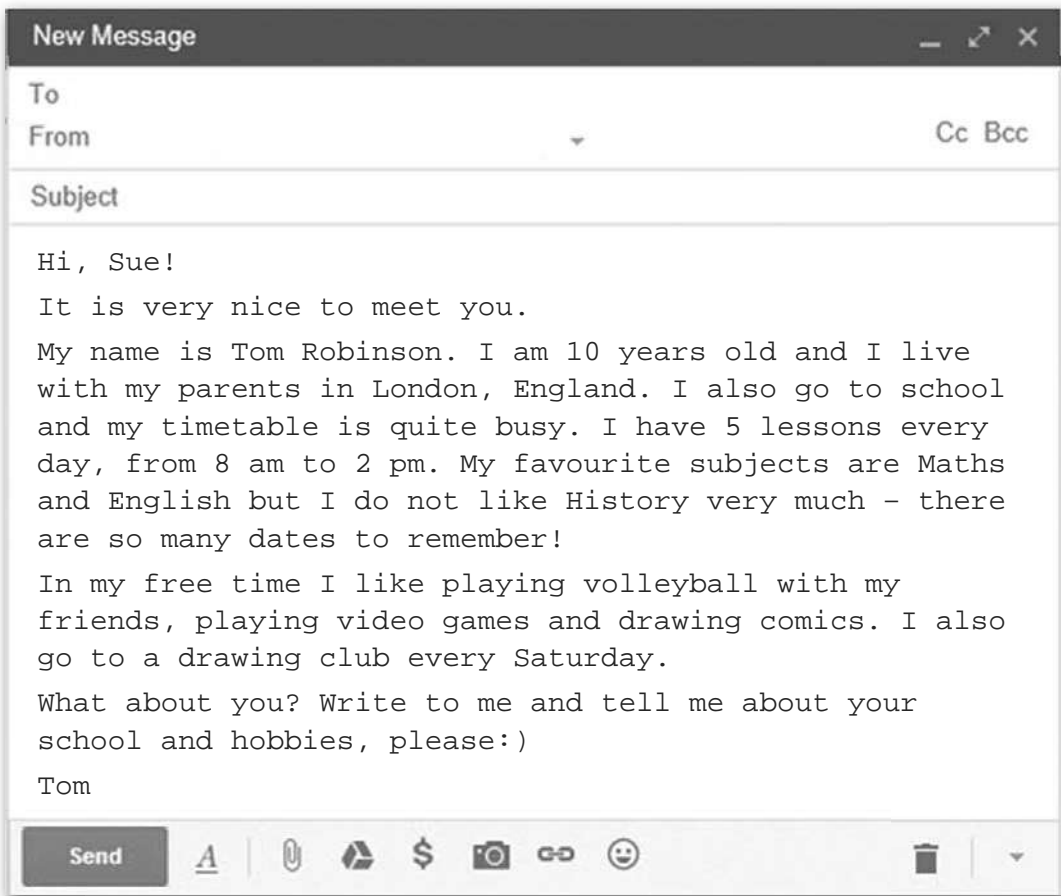 New Message
To
From
Cc Bcc
Subject
Hi, Sue!
It is very nice to meet you.
My name is Tom Robinson. I am 10 years old and I live
with my parents in London, England. I also go to school
and my timetable is quite busy. I have 5 lessons every
day, from 8 am to 2 pm. My favourite subjects are Maths
and English but I do not like History very much – there
are so many dates to remember!
In my free time I like playing volleyball with my
friends, playing video games and drawing comics. I also
go to a drawing club every Saturday.
What about you? Write to me and tell me about your
school and hobbies, please:)
Tom
Send A $